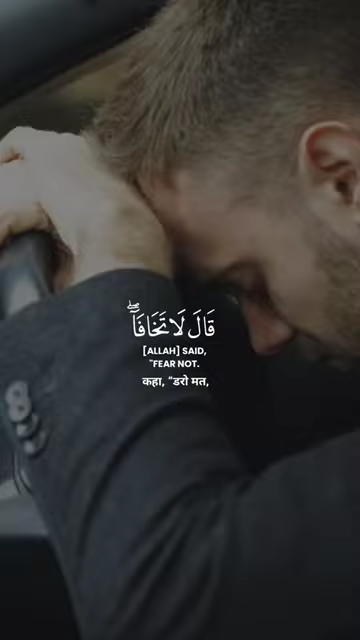 قَالَ لَا تَخَافَآ ۖ
[ALLAH] SAID,
"FEAR NOT.
कहा, "डरो मत,